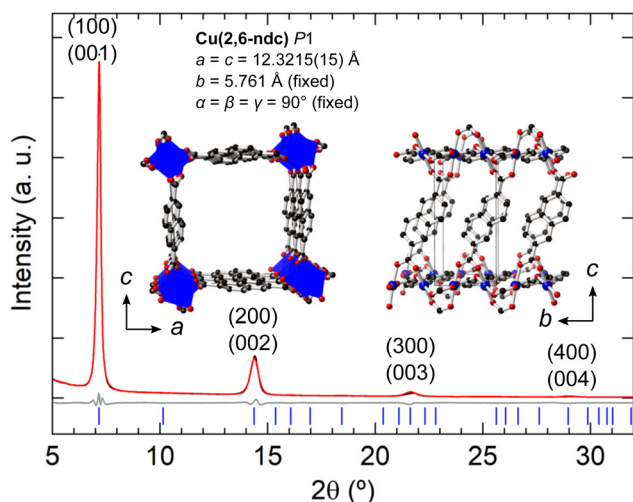 (100)
(001)
Cu(2,6-ndc) P1
a = c = 12.3215(15) Å
b = 5.761 Å (fixed)
α = β = γ = 90° (fixed)
Intensity (a. u.)
c
a
c
b
(200)
(002)
(300)
(003)
(400)
(004)
5 10 15 20 25 30
2θ (º)